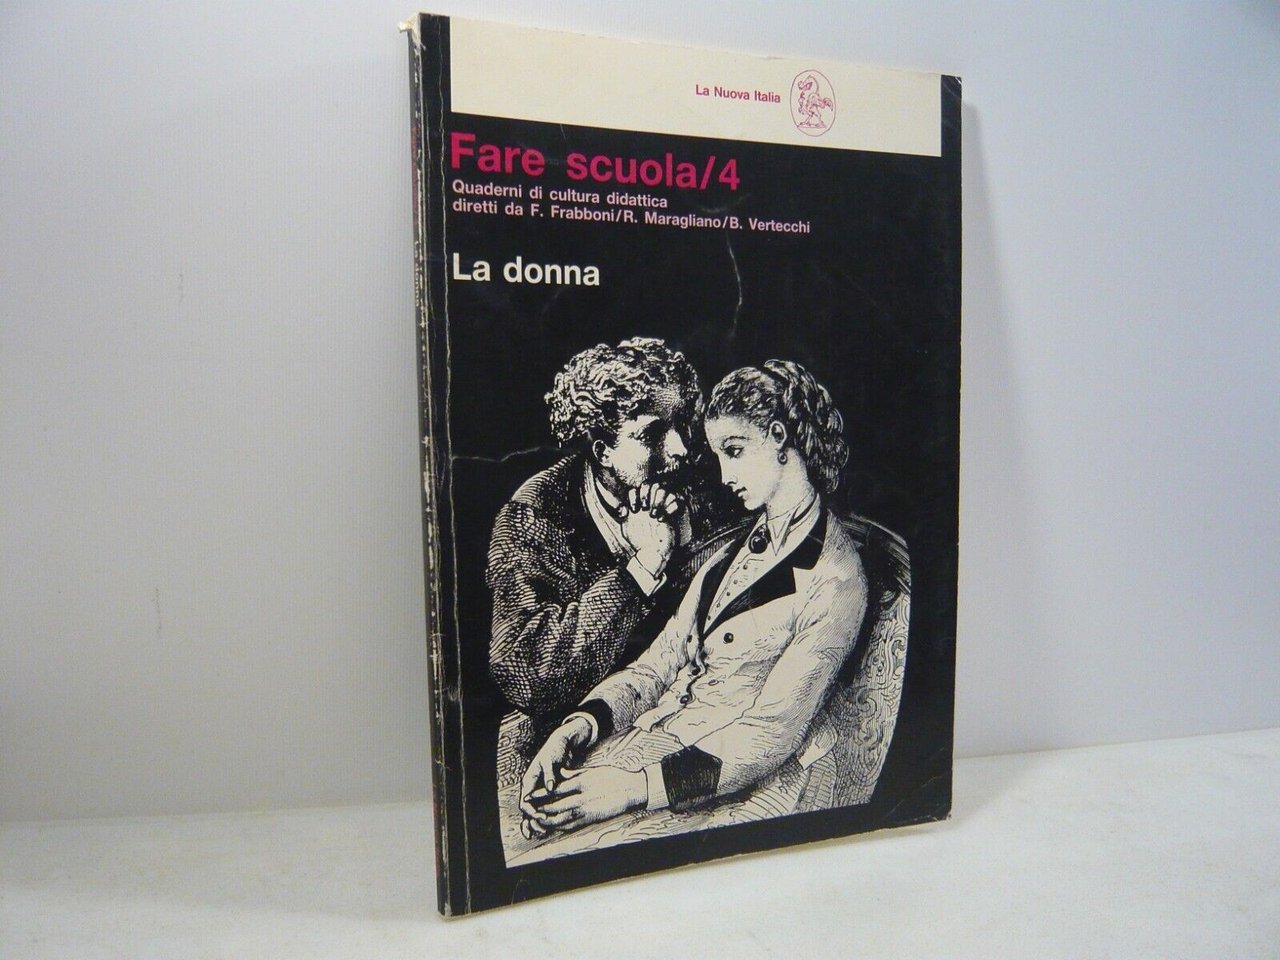 La Nuova Italia
Fare scuola/4
Quaderni di cultura didattica
diretti da F. Frabboni/R. Maragliano/B. Vertecchi
La donna